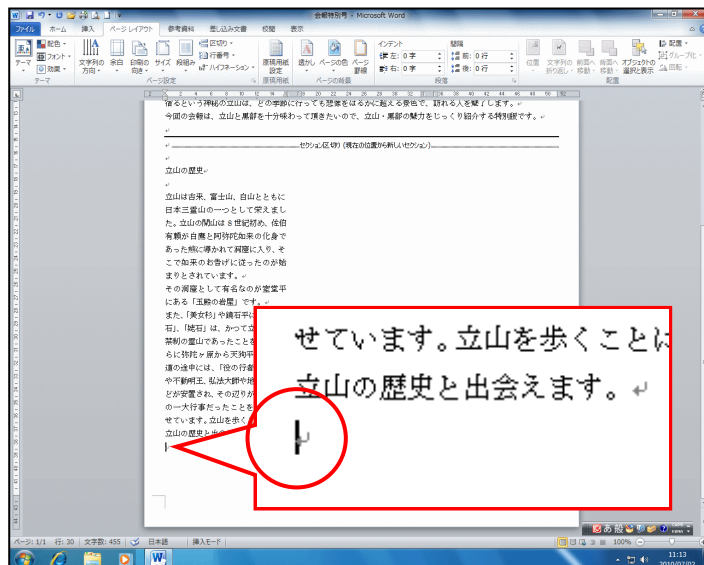 会報特別号 - Microsoft Word
ファイル ホーム 挿入 ページ レイアウト 参考資料 差し込み文書 校閲 表示
配色 区切り インデント 間隔 配置
フォント 行番号 左: 0 字 前: 0 行 グループ化
効果 ハイフネーション 右: 0 字 後: 0 行 回転
テーマ 文字列の方向 余白 印刷の向き サイズ 段組み 原稿用紙設定 透かし ページの色 ページ罫線 位置 文字列の折り返し 前面へ移動 背面へ移動 オブジェクトの選択と表示
テーマ ページ設定 原稿用紙 ページの背景 段落 配置
宿るという神秘の立山は、どの季節に行っても想像をはるかに超える景色で、訪れる人を魅了します。
今回の会報は、立山と黒部を十分味わって頂きたいので、立山・黒部の魅力をじっくり紹介する特別版です。
セクション区切り (現在の位置から新しいセクション)
立山の歴史
立山は古来、富士山、白山とともに
日本三霊山の一つとして栄えまし
た。立山の開山は 8 世紀初め、佐伯
有頼が白鷹と阿弥陀如来の化身で
あった熊に導かれて洞窟に入り、そ
こで如来のお告げに従ったのが始
まりとされています。
その洞窟として有名なのが室堂平
にある「玉殿の岩屋」です。
また、「美女杉」や鏡石平に
石」、「姥石」は、かつて立
禁制の霊山であったことを
らに弥陀ヶ原から天狗平
道の途中には、「役の行者
や不動明王、弘法大師や地
どが安置され、その辺りが
の一大行事だったことを
せています。立山を歩く
立山の歴史と出会
せています。立山を歩くことに
立山の歴史と出会えます。
ページ: 1/1 行: 30 文字数: 455 日本語 挿入モード 100%
あ 般
11:13
2010/07/02